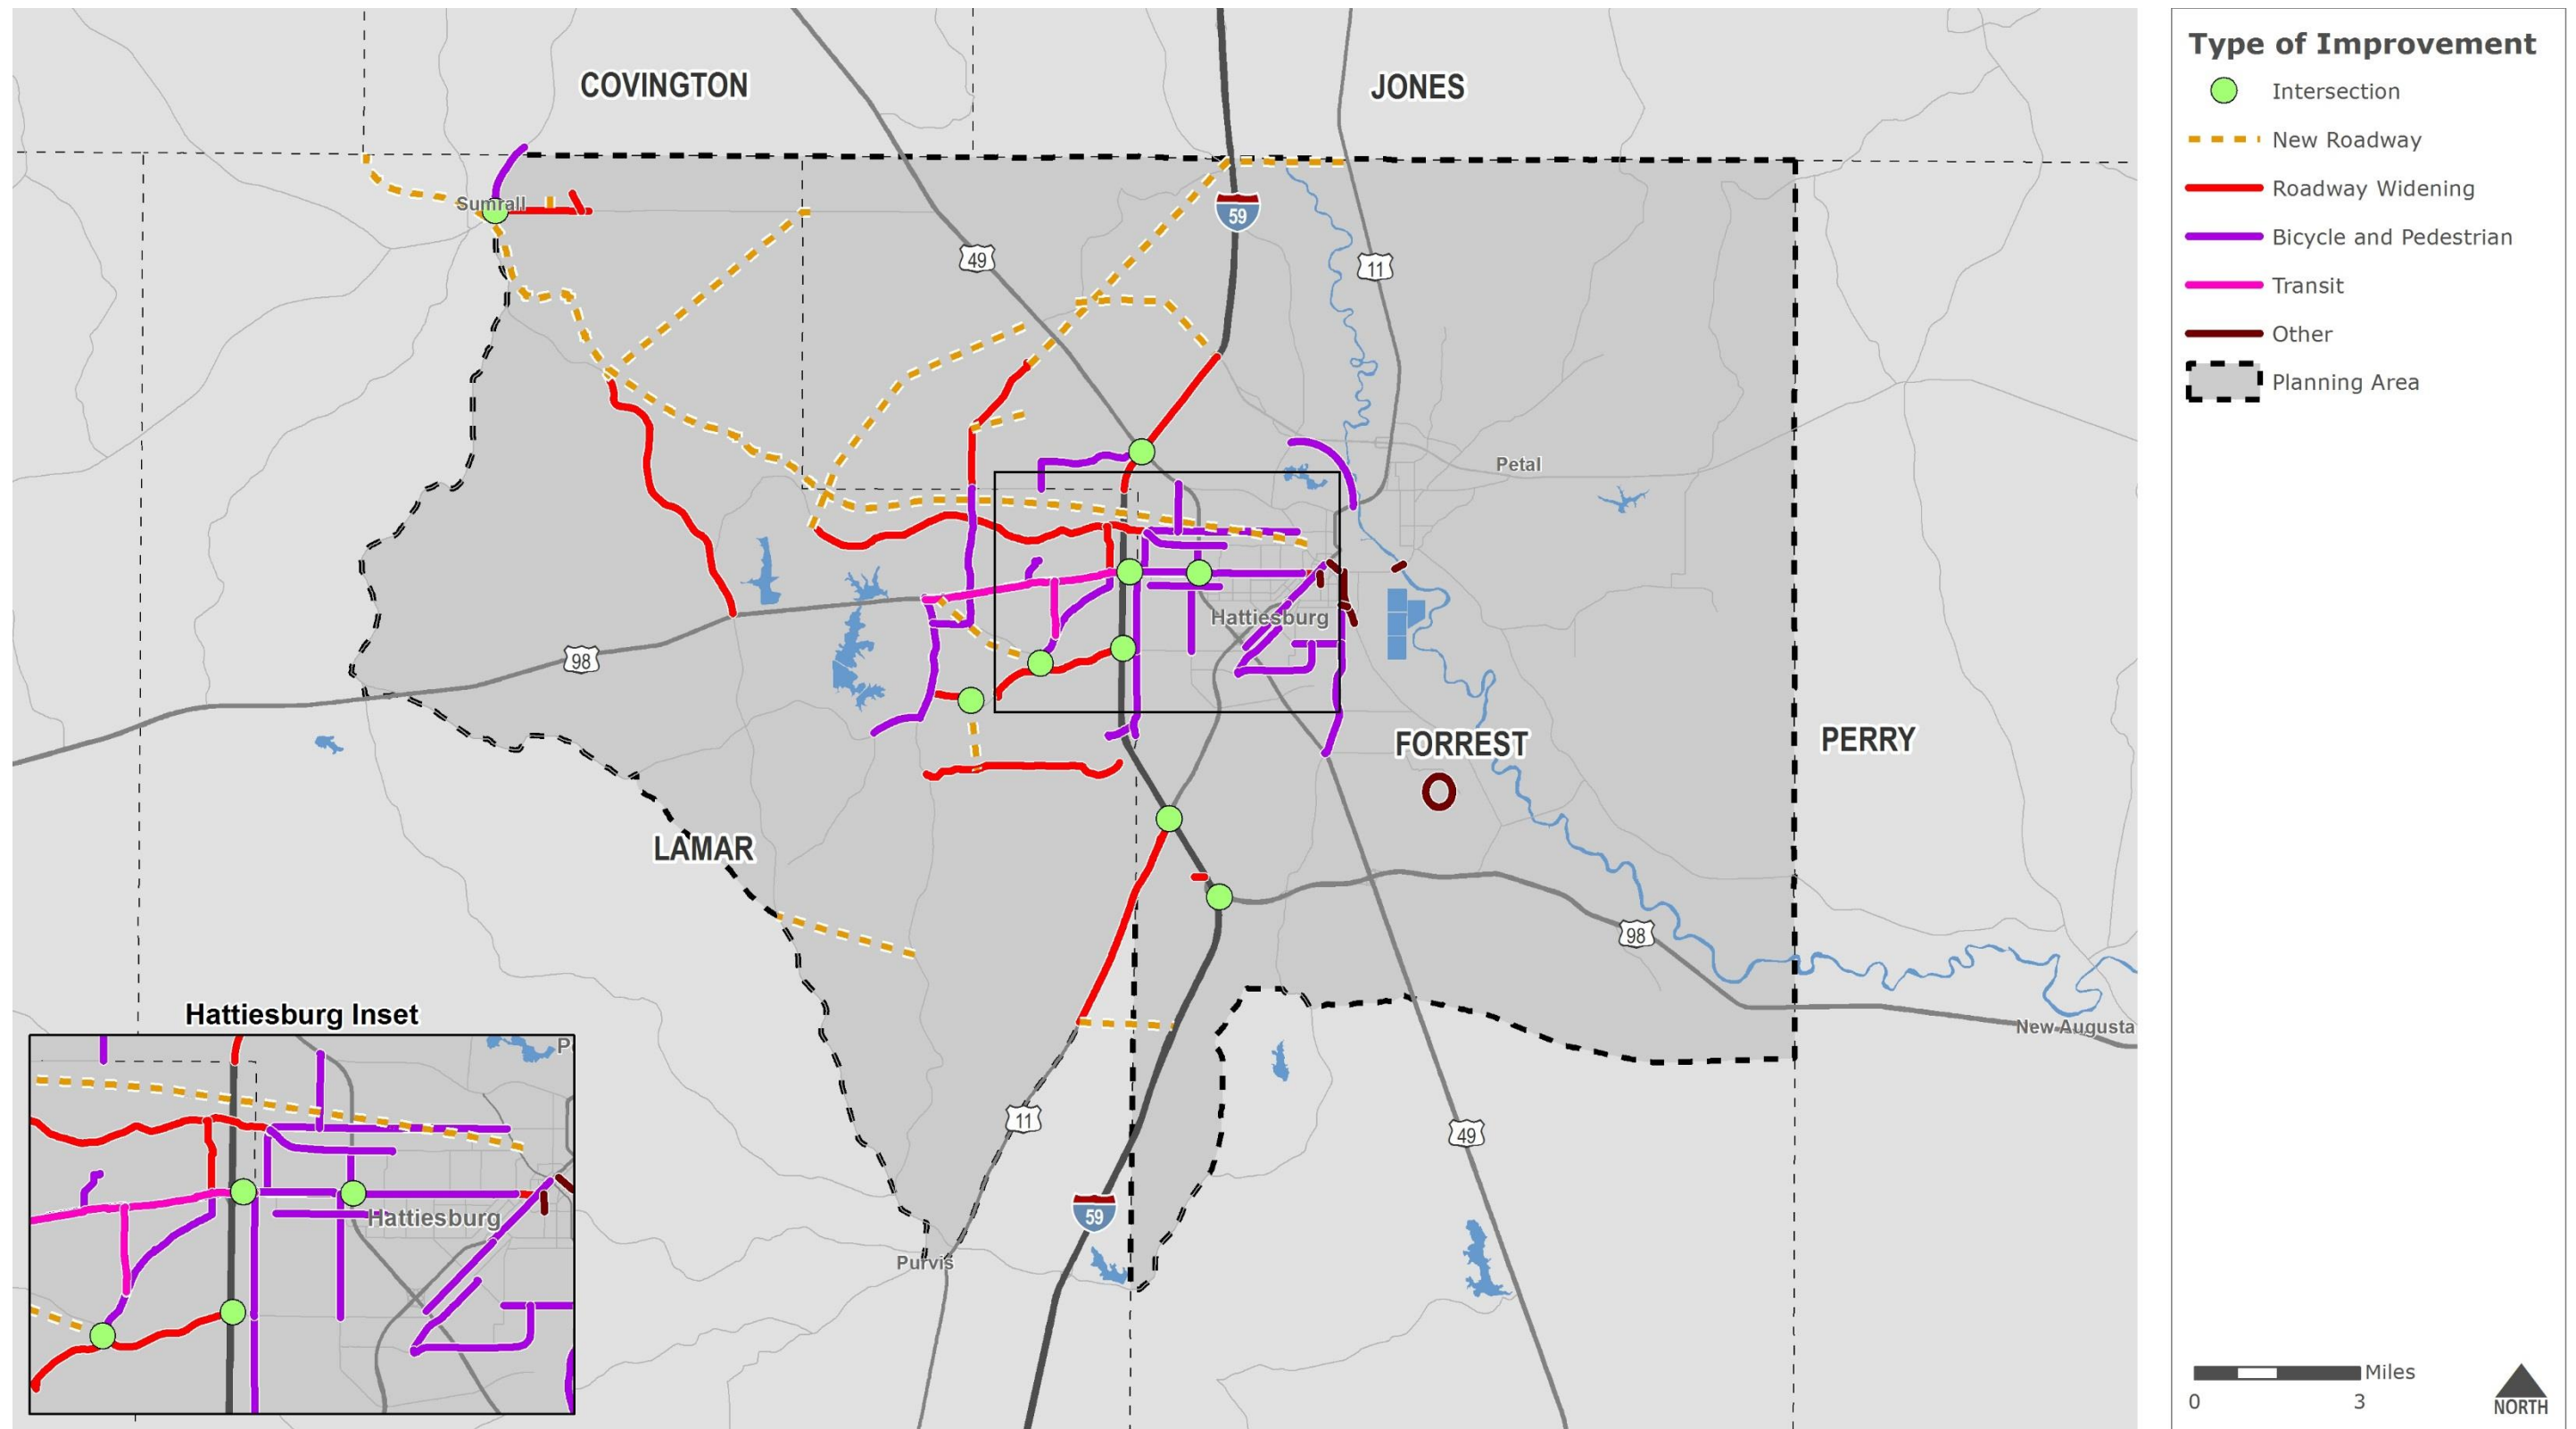 COVINGTON
JONES
Sumrall
59
49
11
Petal
Hattiesburg
98
FORREST
PERRY
LAMAR
98
New Augusta
11
49
59
Purvis
Hattiesburg Inset
P
Hattiesburg
Type of Improvement
Intersection
New Roadway
Roadway Widening
Bicycle and Pedestrian
Transit
Other
Planning Area
Miles
0 3
NORTH